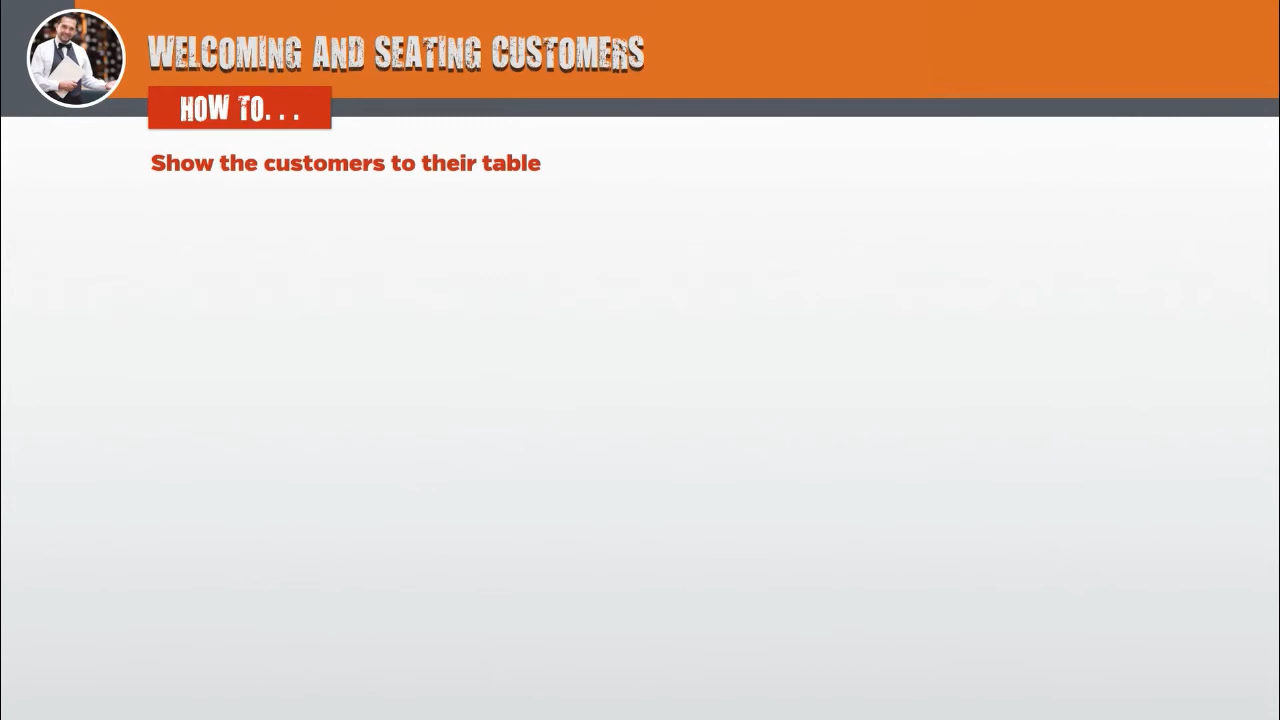 WELCOMING AND SEATING CUSTOMERS
HOW TO. . .
Show the customers to their table